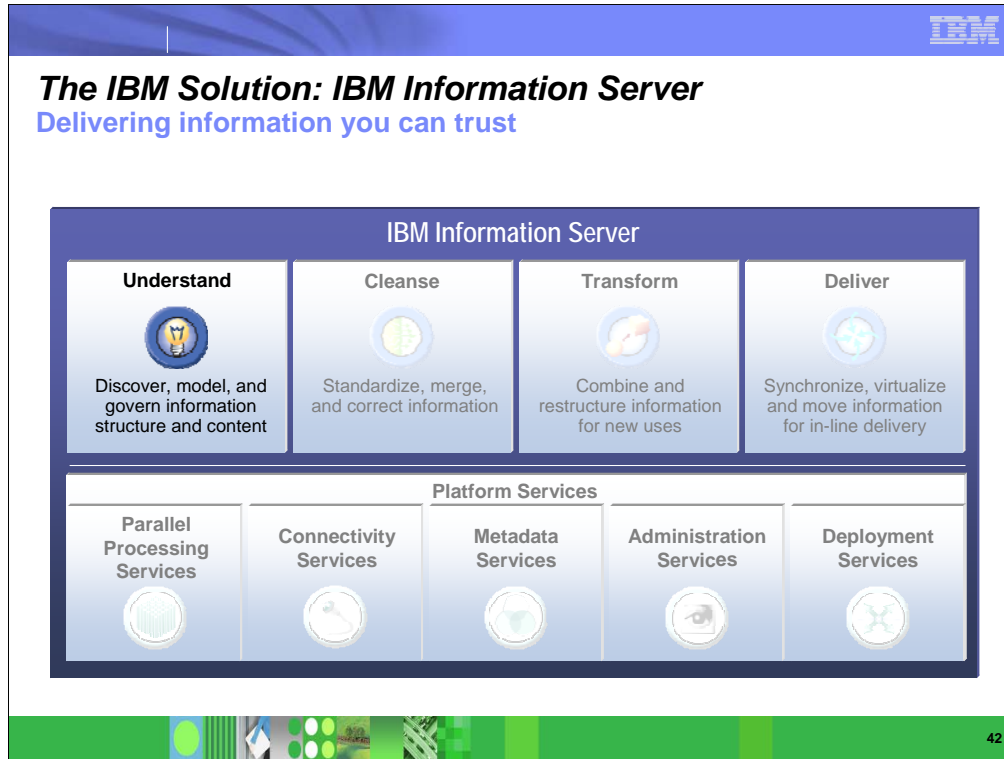 IBM
The IBM Solution: IBM Information Server
Delivering information you can trust
IBM Information Server
Understand
Discover, model, and
govern information
structure and content
Cleanse
Standardize, merge,
and correct information
Transform
Combine and
restructure information
for new uses
Deliver
Synchronize, virtualize
and move information
for in-line delivery
Platform Services
Parallel
Processing
Services
Connectivity
Services
Metadata
Services
Administration
Services
Deployment
Services
42